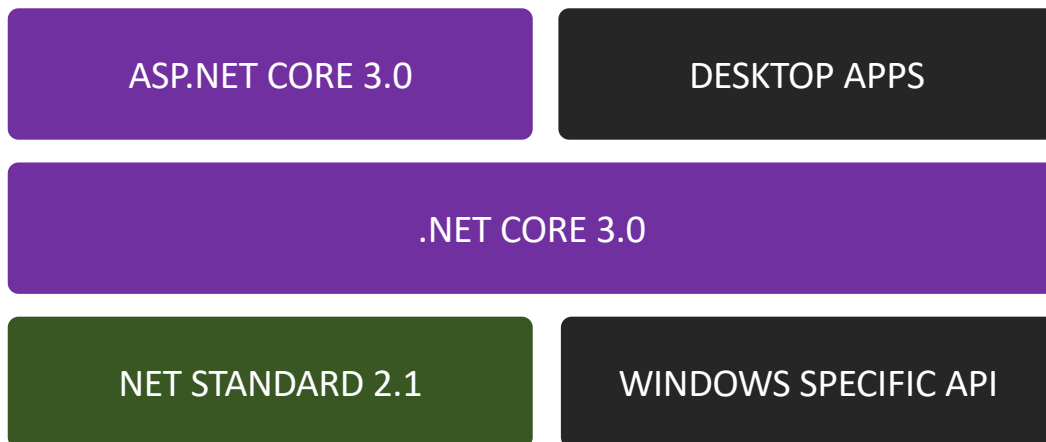 ASP.NET CORE 3.0
DESKTOP APPS
.NET CORE 3.0
NET STANDARD 2.1
WINDOWS SPECIFIC API